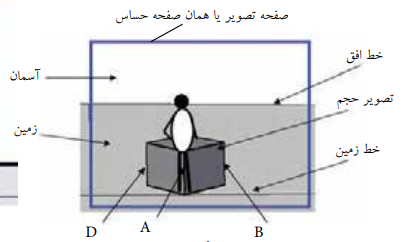 صفحه تصویر یا همان صفحه حساس
خط افق
آسمان
تصویر حجم
زمین
خط زمین
D
A
B